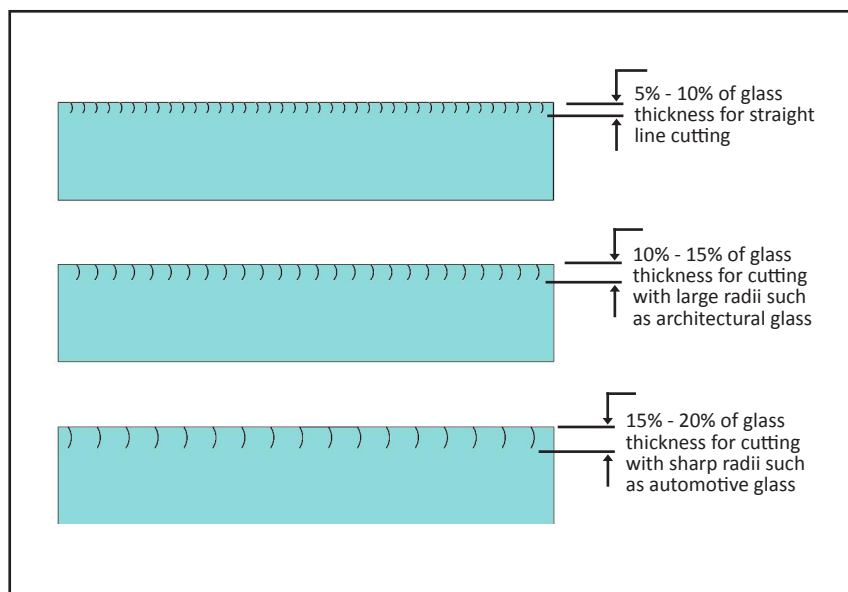 5% - 10% of glass
thickness for straight
line cutting
10% - 15% of glass
thickness for cutting
with large radii such
as architectural glass
15% - 20% of glass
thickness for cutting
with sharp radii such
as automotive glass